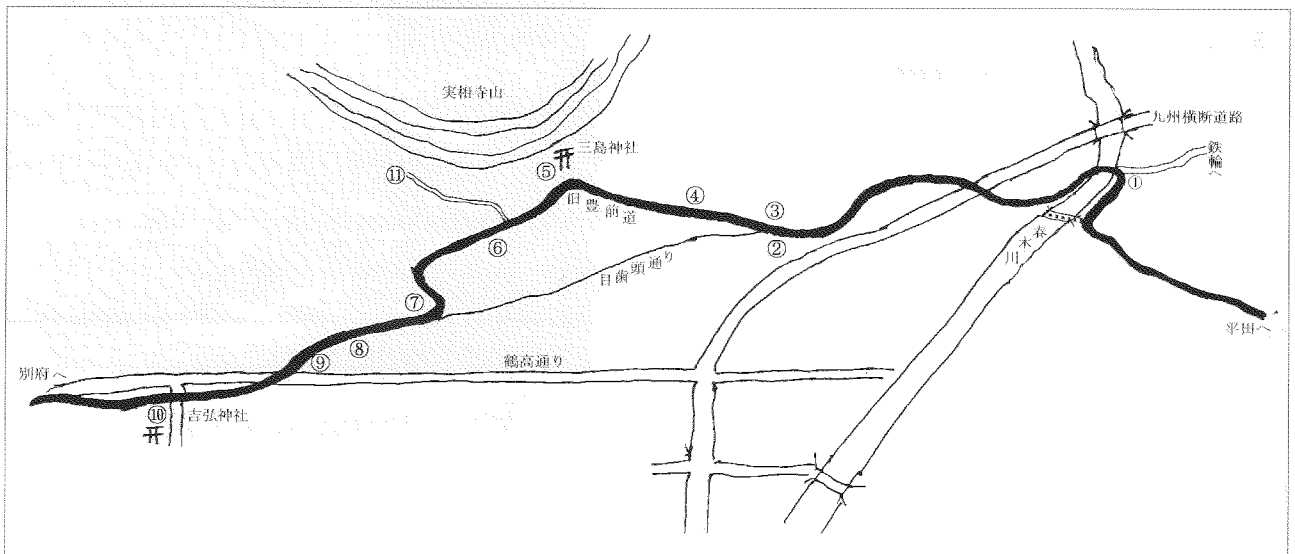 実相寺山
三島神社
⑤
⑪
旧豊前道
④
③
②
⑥
目歯頭通り
⑦
⑧
⑨
鶴高通り
別府へ
⑩
吉弘神社
九州横断道路
鉄輪へ
①
春木川
平田へ